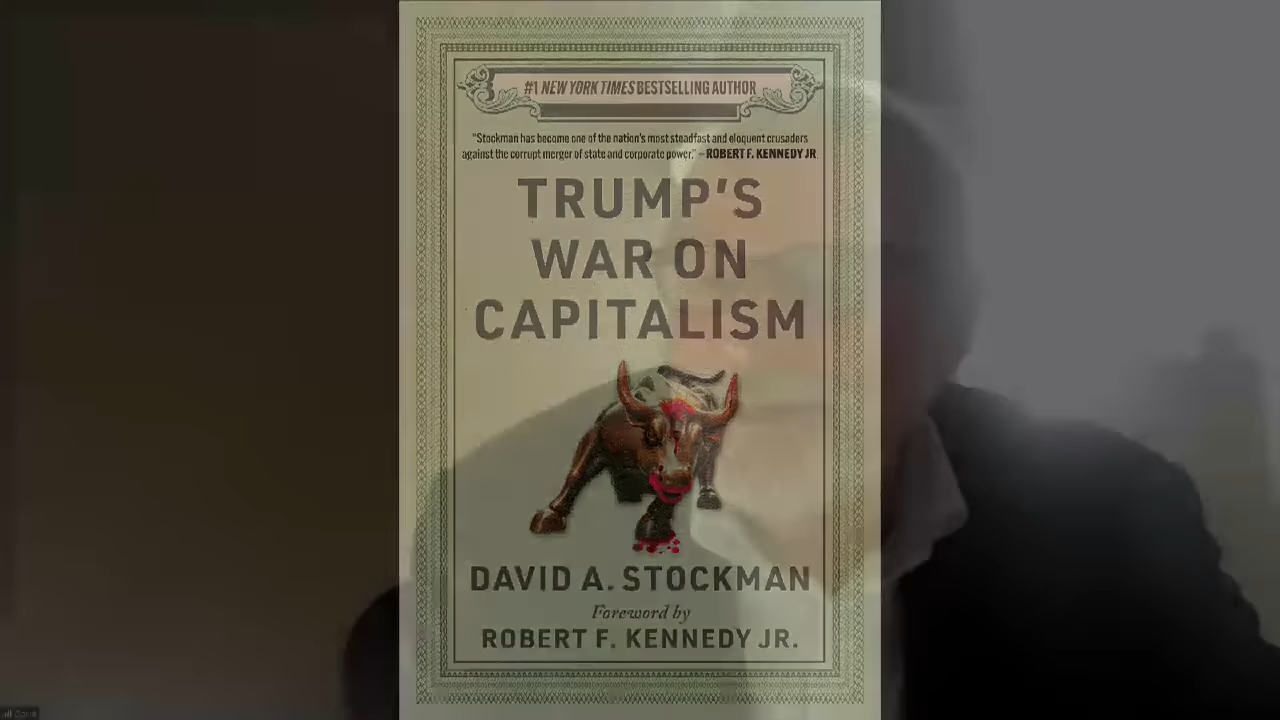 #1 NEW YORK TIMES BESTSELLING AUTHOR
"Stockman has become one of the nation's most steadfast and eloquent crusaders
against the corrupt merger of state and corporate power." –ROBERT F. KENNEDY JR.
TRUMP'S
WAR ON
CAPITALISM
DAVID A. STOCKMAN
Foreword by
ROBERT F. KENNEDY JR.